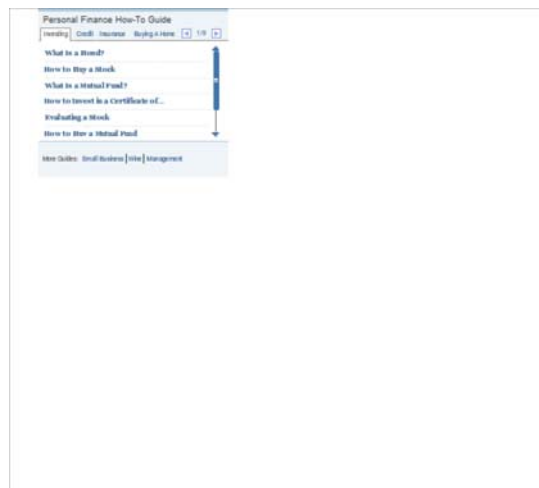 Personal Finance How-To Guide
Investing Credit Insurance Buying A Home 1/9
What is a Bond?
How to Buy a Stock
What is a Mutual Fund?
How to Invest in a Certificate of...
Evaluating a Stock
How to Buy a Mutual Fund
More Guides: Small Business | Wine | Management